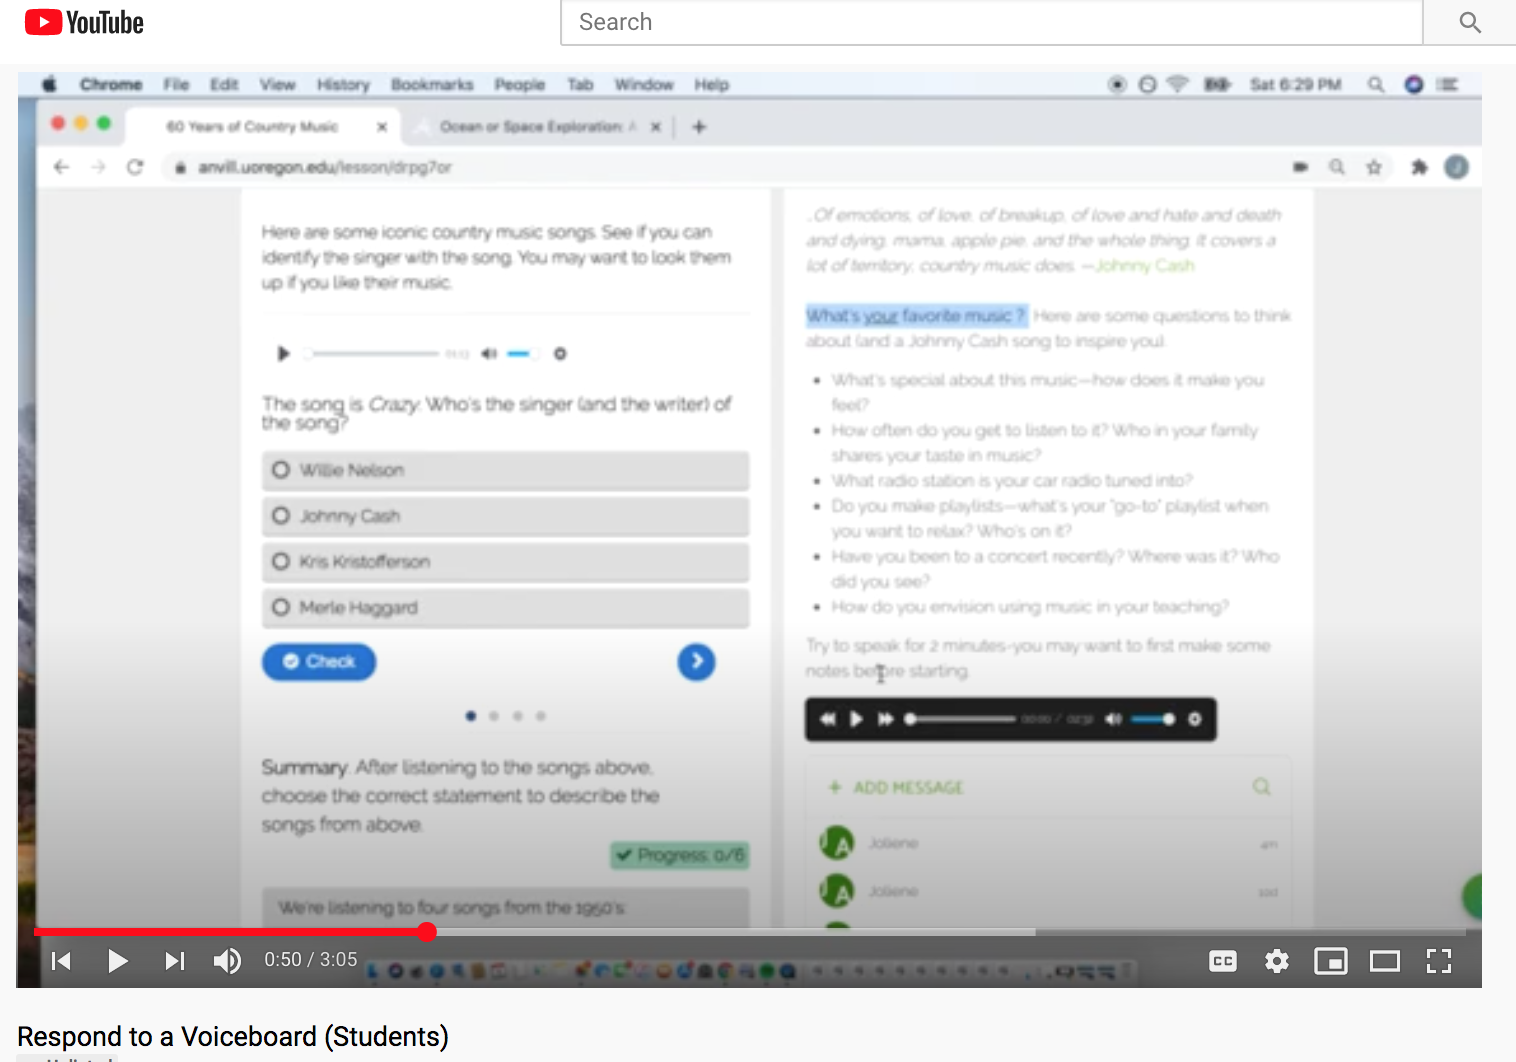 YouTube
Search
Chrome File Edit View History Bookmarks People Tab Window Help
Sat 6:29 PM
60 Years of Country Music
Ocean or Space Exploration: A
anvill.uoregon.edu/lesson/drpg7or
J
Here are some iconic country music songs. See if you can
identify the singer with the song. You may want to look them
up if you like their music.
The song is Crazy. Who's the singer (and the writer) of
the song?
Willie Nelson
Johnny Cash
Kris Kristofferson
Merle Haggard
Check
Summary. After listening to the songs above,
choose the correct statement to describe the
songs from above.
Progress: 0/6
We're listening to four songs from the 1950's:
..Of emotions, of love, of breakup, of love and hate and death
and dying, mama, apple pie, and the whole thing. It covers a
lot of territory, country music does. —Johnny Cash
What's your favorite music ? Here are some questions to think
about (and a Johnny Cash song to inspire you).
• What's special about this music—how does it make you
feel?
• How often do you get to listen to it? Who in your family
shares your taste in music?
• What radio station is your car radio tuned into?
• Do you make playlists—what's your "go-to" playlist when
you want to relax? Who's on it?
• Have you been to a concert recently? Where was it? Who
did you see?
• How do you envision using music in your teaching?
Try to speak for 2 minutes-you may want to first make some
notes before starting.
00:00 / 02:32
+ ADD MESSAGE
JA Joliene
JA Joliene
0:50 / 3:05
CC
Respond to a Voiceboard (Students)